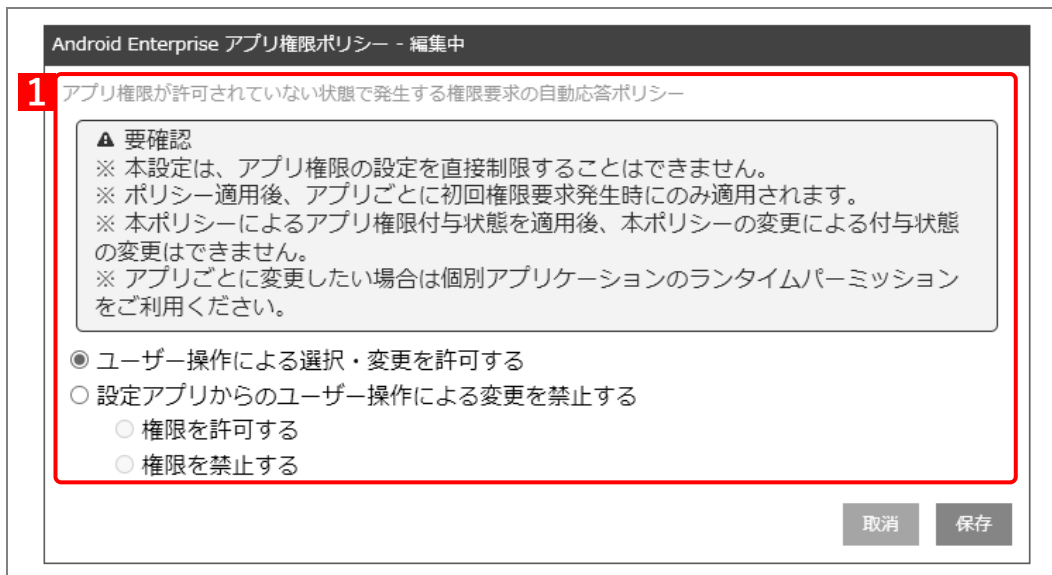 Android Enterprise アプリ権限ポリシー - 編集中
1
アプリ権限が許可されていない状態で発生する権限要求の自動応答ポリシー
⚠ 要確認
※ 本設定は、アプリ権限の設定を直接制限することはできません。
※ ポリシー適用後、アプリごとに初回権限要求発生時にのみ適用されます。
※ 本ポリシーによるアプリ権限付与状態を適用後、本ポリシーの変更による付与状態
の変更はできません。
※ アプリごとに変更したい場合は個別アプリケーションのランタイムパーミッション
をご利用ください。
ユーザー操作による選択・変更を許可する
設定アプリからのユーザー操作による変更を禁止する
権限を許可する
権限を禁止する
取消 保存